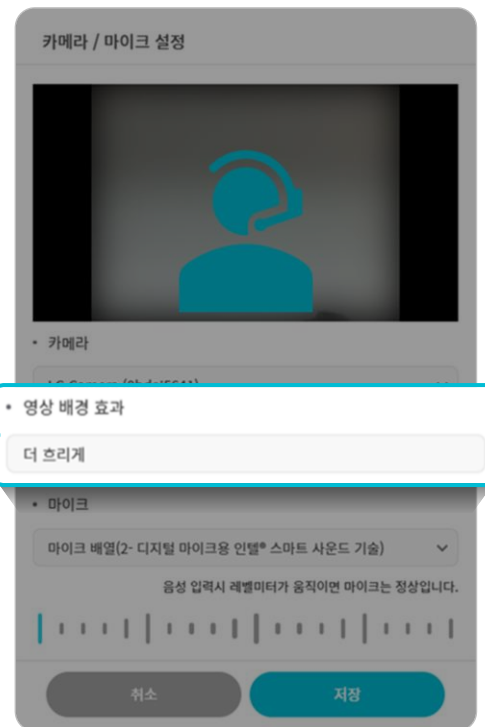 카메라 / 마이크 설정
• 카메라
• 영상 배경 효과
더 흐리게
• 마이크
마이크 배열(2- 디지털 마이크용 인텔® 스마트 사운드 기술)
음성 입력시 레벨미터가 움직이면 마이크는 정상입니다.
취소
저장